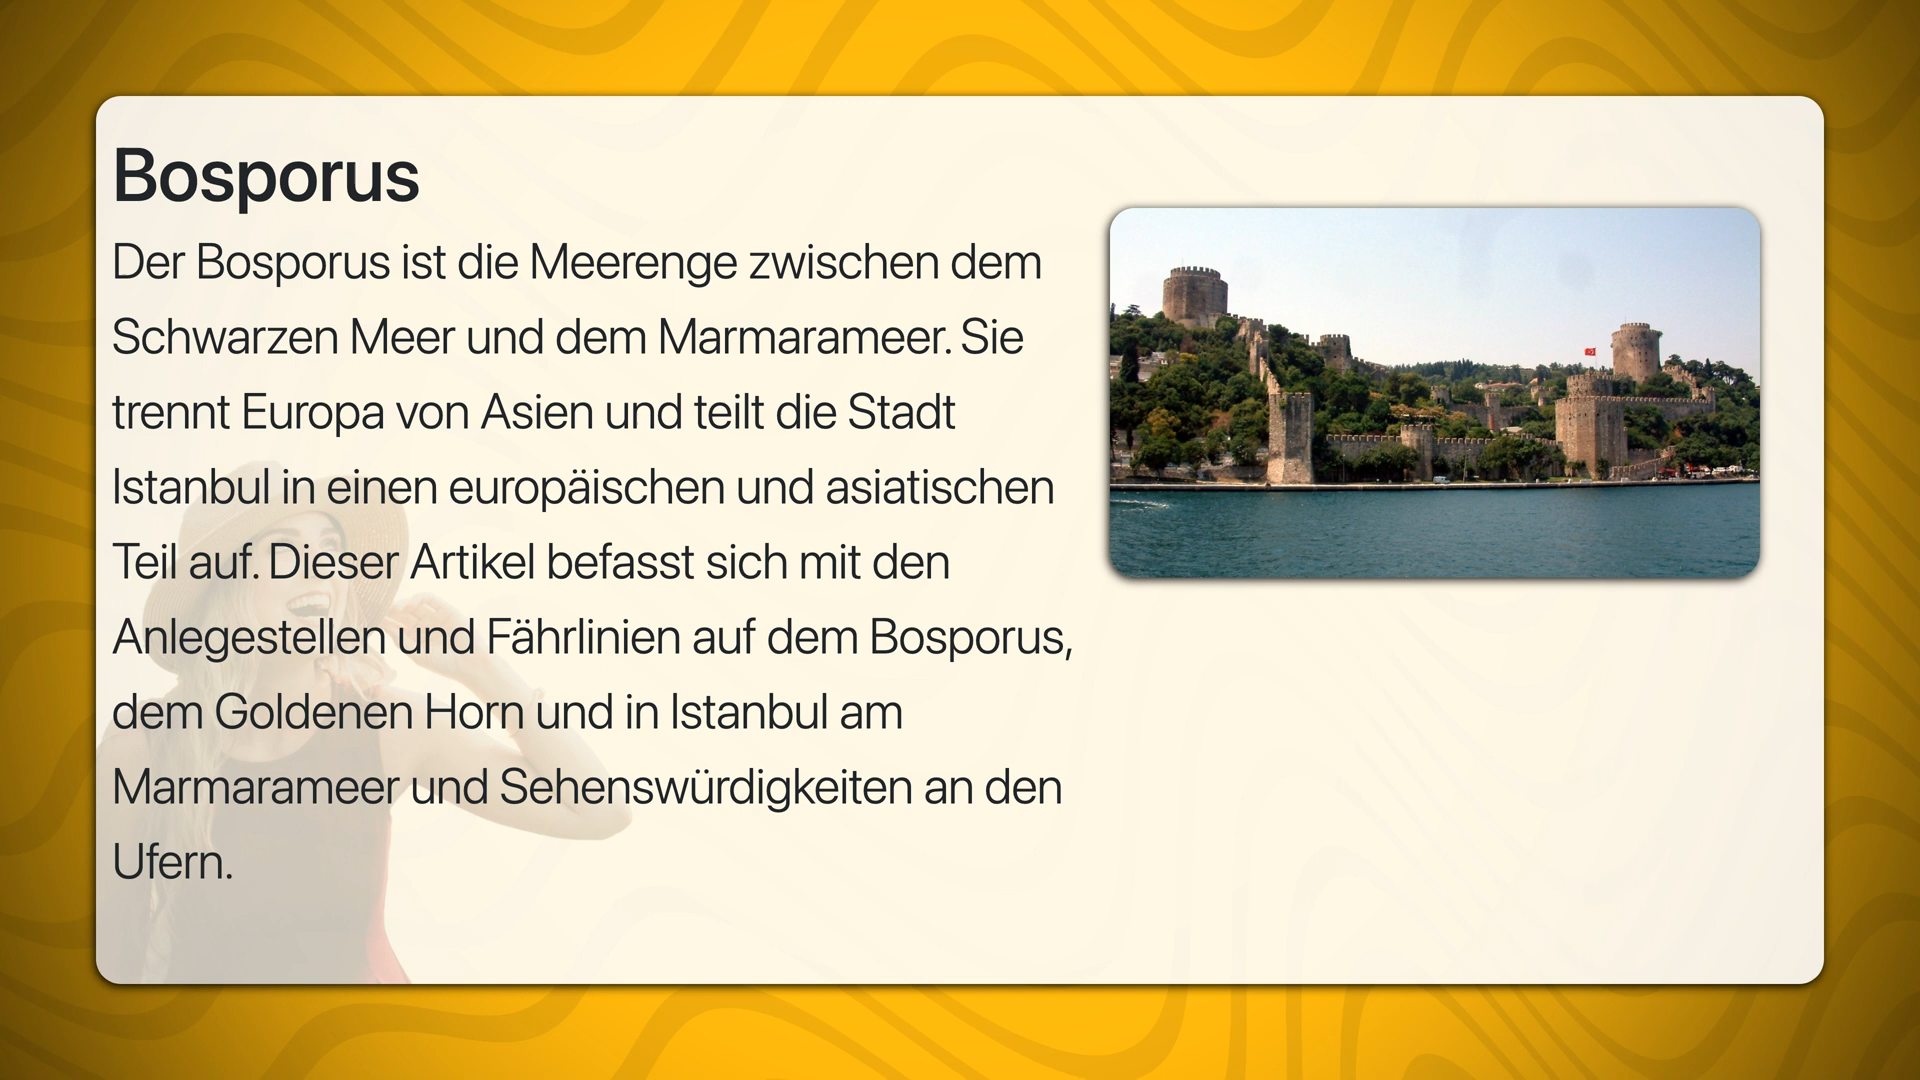 Bosporus
Der Bosporus ist die Meerenge zwischen dem
Schwarzen Meer und dem Marmarameer. Sie
trennt Europa von Asien und teilt die Stadt
Istanbul in einen europäischen und asiatischen
Teil auf. Dieser Artikel befasst sich mit den
Anlegestellen und Fährlinien auf dem Bosporus,
dem Goldenen Horn und in Istanbul am
Marmarameer und Sehenswürdigkeiten an den
Ufern.